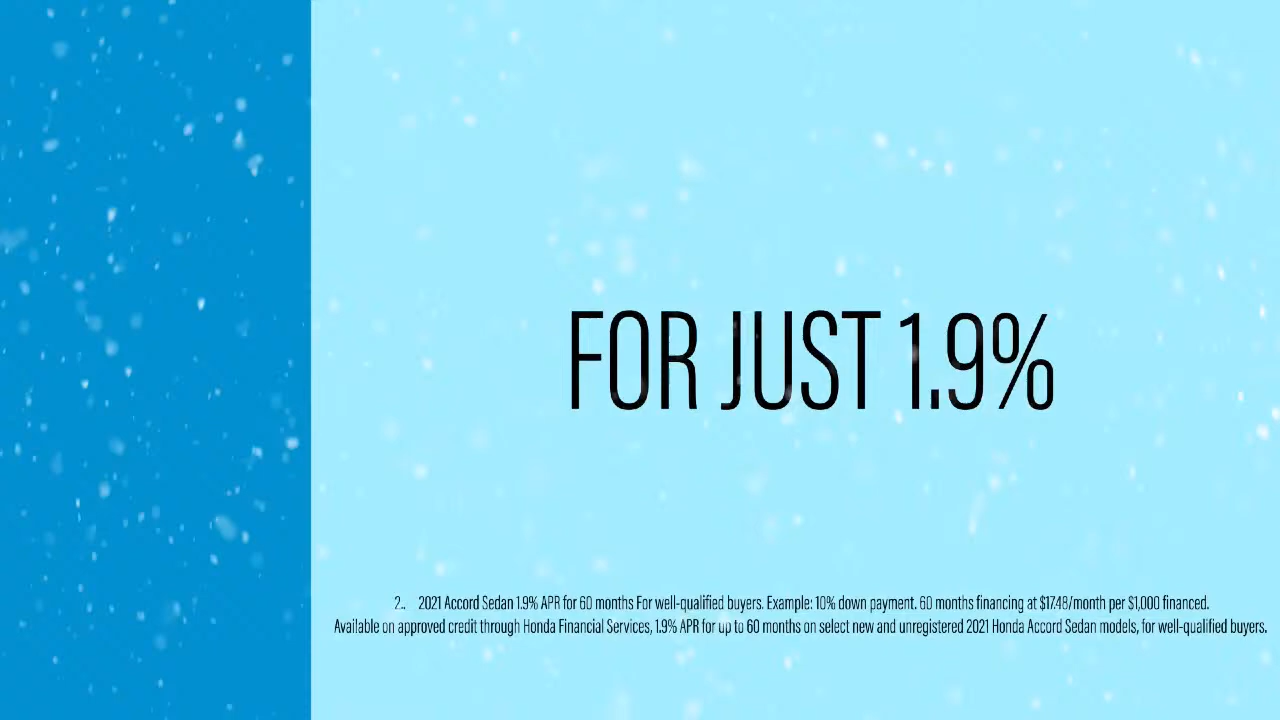 FOR JUST 1.9%
2.. 2021 Accord Sedan 1.9% APR for 60 months For well-qualified buyers. Example: 10% down payment. 60 months financing at $17.48/month per $1,000 financed.
Available on approved credit through Honda Financial Services, 1.9% APR for up to 60 months on select new and unregistered 2021 Honda Accord Sedan models, for well-qualified buyers.